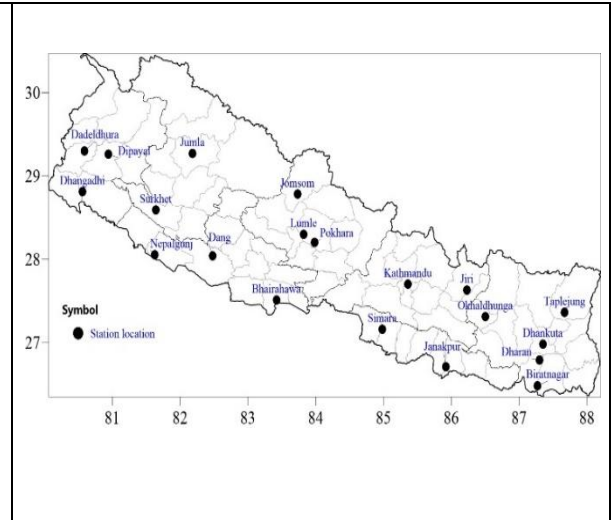 30
Dadeldhura
Jumla
Dipayal
29
Dhangadhi
Jomsom
Surkhet
Lumle
Pokhara
Nepalgunj
Dang
28
Kathmandu
Jiri
Bhairahawa
Taplejung
Okhaldhunga
Symbol
Simara
Station location
Dhankuta
27
Janakpur
Dharan
Biratnagar
81 82 83 84 85 86 87 88